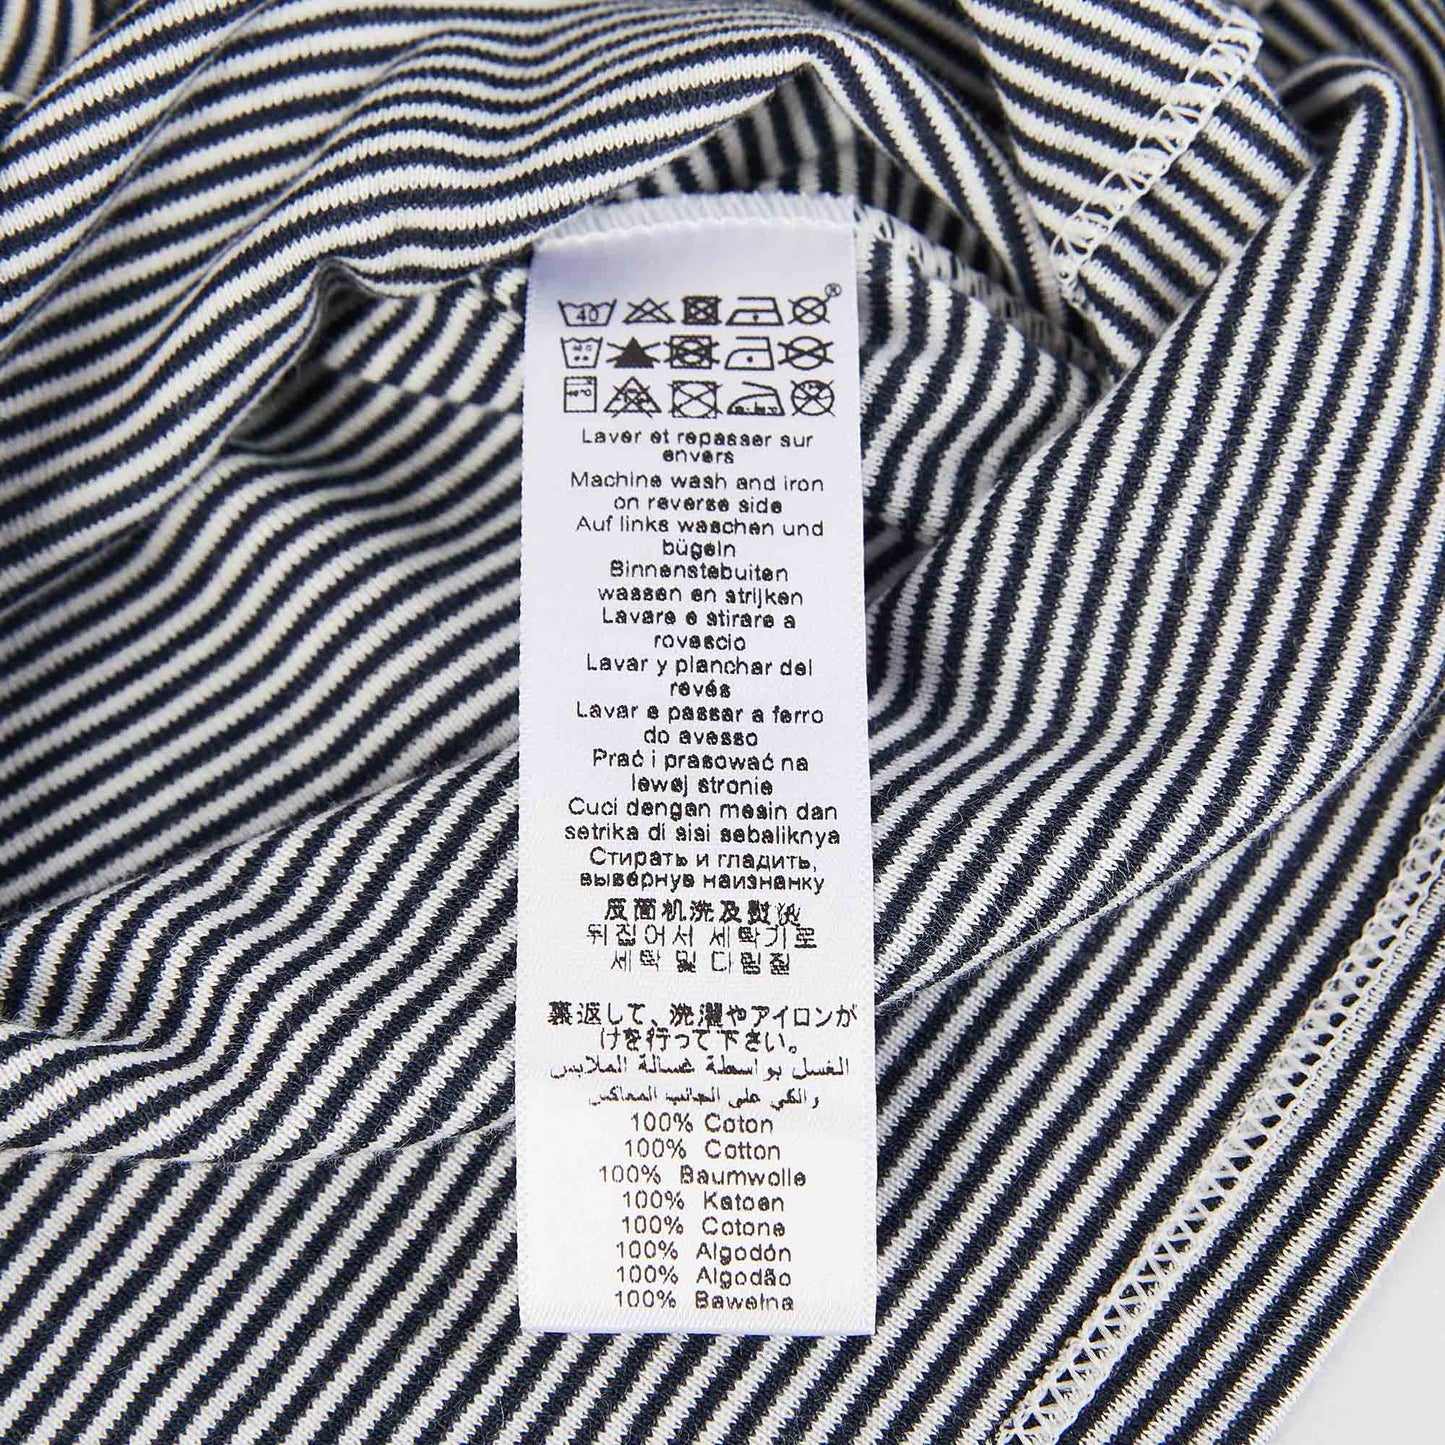 40
®
Laver et repasser sur
envers
Machine wash and iron
on reverse side
Auf links waschen und
bügeln
Binnenstebuiten
wassen en strijken
Lavare e stirare a
rovescio
Lavar y planchar del
revés
Lavar e passar a ferro
do avesso
Prać i prasować na
lewej stronie
Cuci dengan mesin dan
setrika di sisi sebaliknya
Стирать и гладить,
вывёрнув наизнанку
反面机洗及熨烫
뒤집어서 세탁기로
세탁 및 다림질
裏返して、洗濯やアイロンが
けを行って下さい。
الغسل بواسطة غسالة الملابس
والكي على الجانب المعاكس
100% Coton
100% Cotton
100% Baumwolle
100% Katoen
100% Cotone
100% Algodón
100% Algodão
100% Bawełna